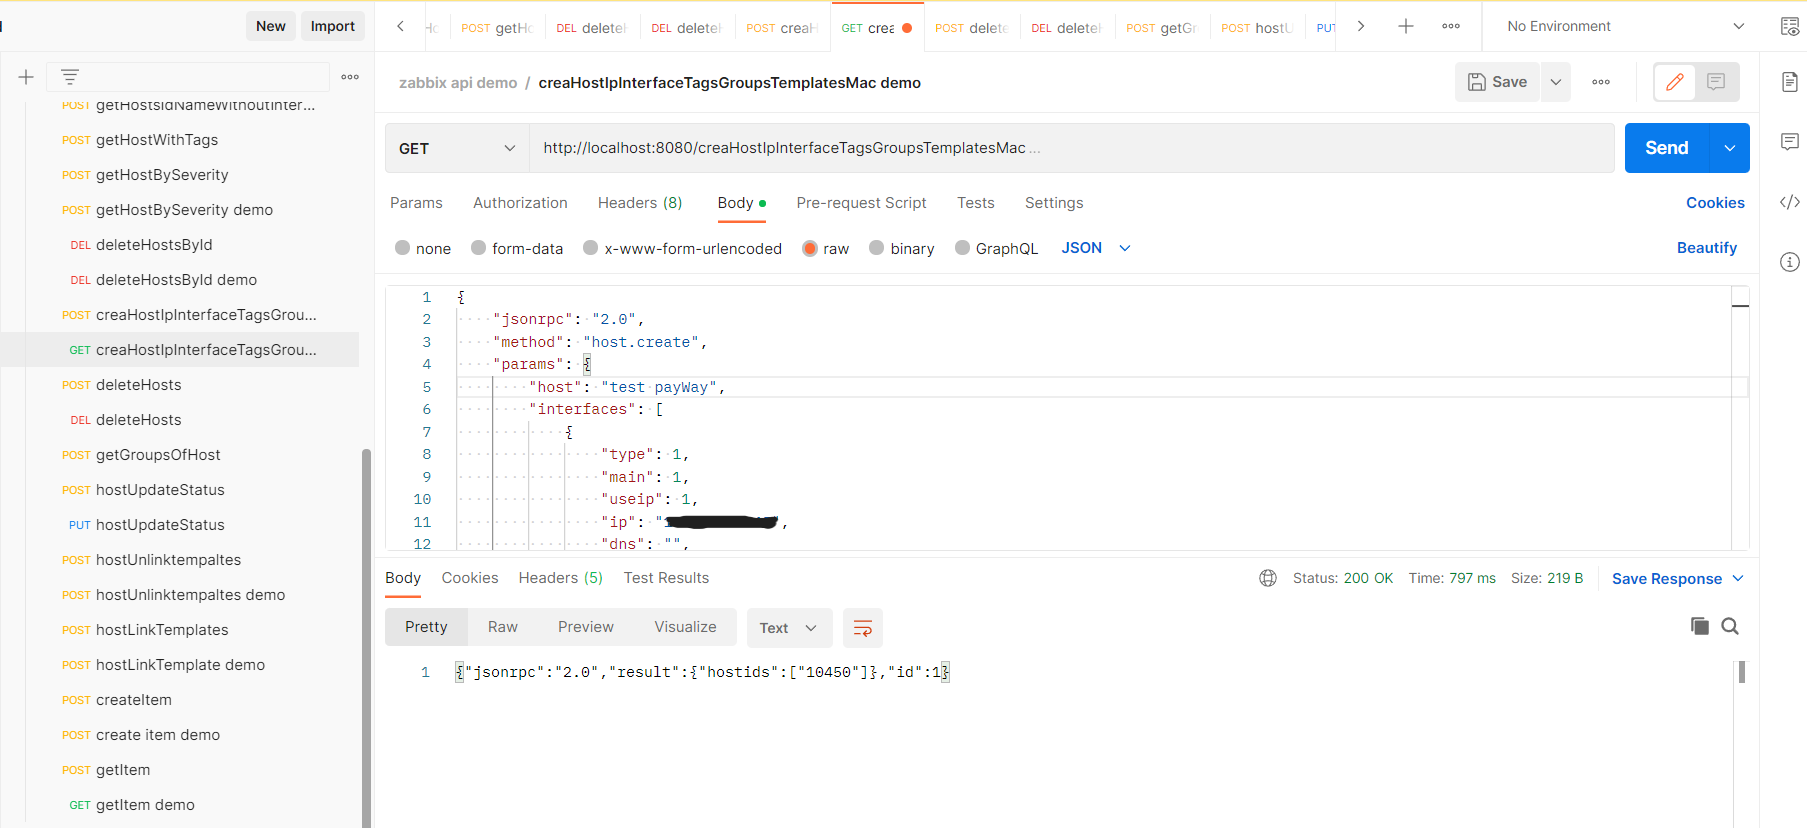 New Import
POST getHc
DEL delete
DEL delete
POST creaH
GET crea
POST delete
DEL delete
POST getGr
POST hostU
PUT
No Environment
zabbix api demo / creaHostIpInterfaceTagsGroupsTemplatesMac demo
Save
POST getHostsIdNameWithoutInter...
POST getHostWithTags
POST getHostBySeverity
POST getHostBySeverity demo
DEL deleteHostsById
DEL deleteHostsById demo
POST creaHostIpInterfaceTagsGrou...
GET creaHostIpInterfaceTagsGrou...
POST deleteHosts
DEL deleteHosts
POST getGroupsOfHost
POST hostUpdateStatus
PUT hostUpdateStatus
POST hostUnlinktempaltes
POST hostUnlinktempaltes demo
POST hostLinkTemplates
POST hostLinkTemplate demo
POST createItem
POST create item demo
POST getItem
GET getItem demo
GET
http://localhost:8080/creaHostIpInterfaceTagsGroupsTemplatesMac ...
Send
Params Authorization Headers (8) Body Pre-request Script Tests Settings Cookies
none form-data x-www-form-urlencoded raw binary GraphQL JSON Beautify
1 {
2 "jsonrpc": "2.0",
3 "method": "host.create",
4 "params": {
5 "host": "test payWay",
6 "interfaces": [
7 {
8 "type": 1,
9 "main": 1,
10 "useip": 1,
11 "ip": " ",
12 "dns": "",
Body Cookies Headers (5) Test Results Status: 200 OK Time: 797 ms Size: 219 B Save Response
Pretty Raw Preview Visualize Text
1 {"jsonrpc":"2.0","result":{"hostids":["10450"]},"id":1}